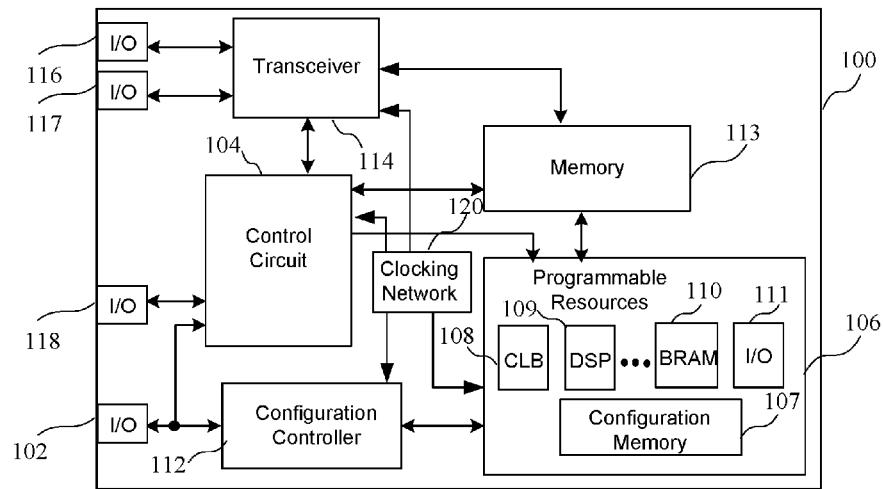 I/O
116
I/O
117
Transceiver
114
100
104
Memory
113
120
Control
Circuit
Clocking
Network
Programmable
Resources
I/O
118
108
CLB
109
DSP
110
BRAM
111
I/O
106
I/O
102
Configuration
Controller
112
Configuration
Memory
107